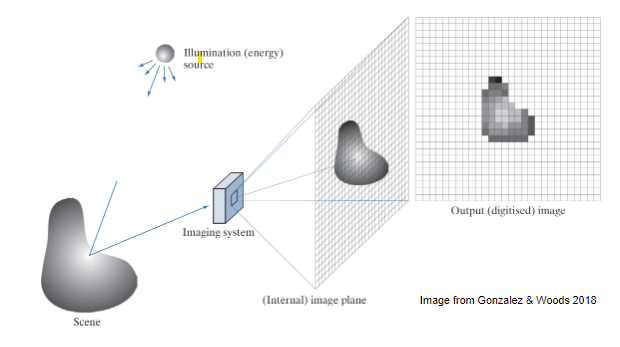 Illumination (energy)
source
Output (digitised) image
Imaging system
(Internal) image plane
Image from Gonzalez & Woods 2018
Scene